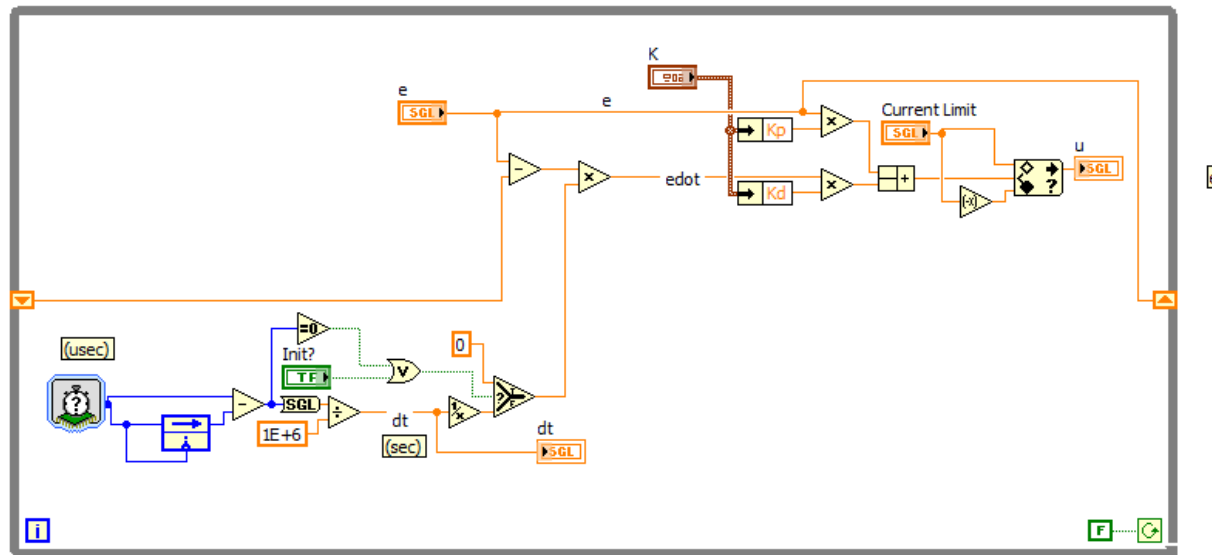 K
e
SGL
e
Current Limit
SGL
Kp
×
u
SGL
-
×
edot
+
Kd
×
(-x)
?
=0
(usec)
Init?
TF
V
0
?
T
F
?
-
SGL
÷
dt
1/x
1E+6
(sec)
dt
SGL
i
F